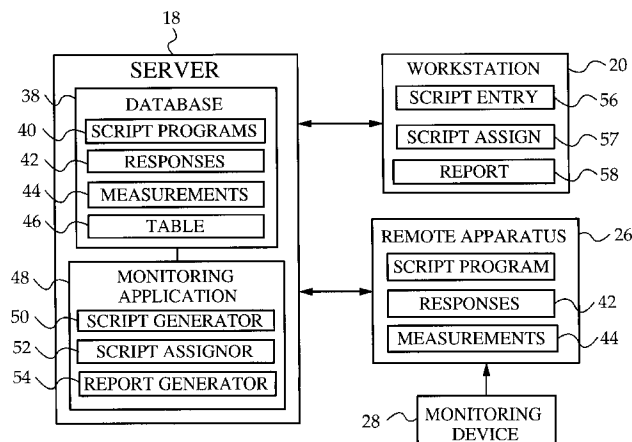 18
SERVER
38
DATABASE
40
SCRIPT PROGRAMS
42
RESPONSES
44
MEASUREMENTS
46
TABLE
48
MONITORING
APPLICATION
50
SCRIPT GENERATOR
52
SCRIPT ASSIGNOR
54
REPORT GENERATOR
WORKSTATION
20
SCRIPT ENTRY
56
SCRIPT ASSIGN
57
REPORT
58
REMOTE APPARATUS
26
SCRIPT PROGRAM
RESPONSES
42
MEASUREMENTS
44
28
MONITORING
DEVICE